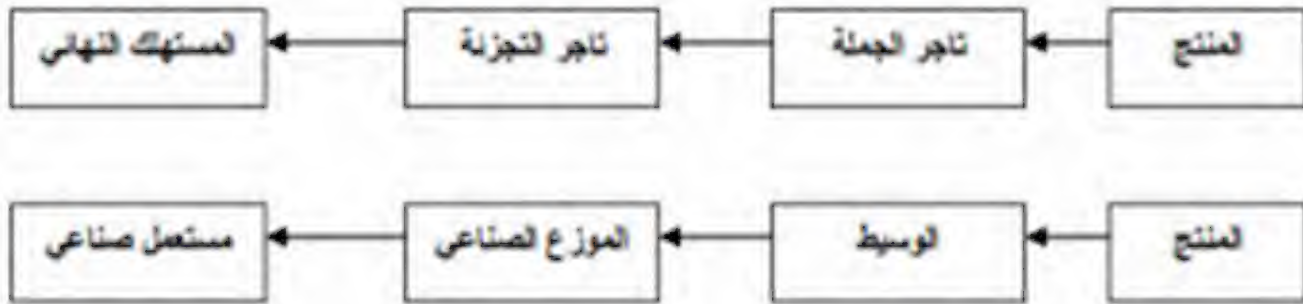 المنتج تاجر الجملة تاجر التجزئة المستهلك النهائي
المنتج الوسيط الموزع الصناعي مستعمل صناعي